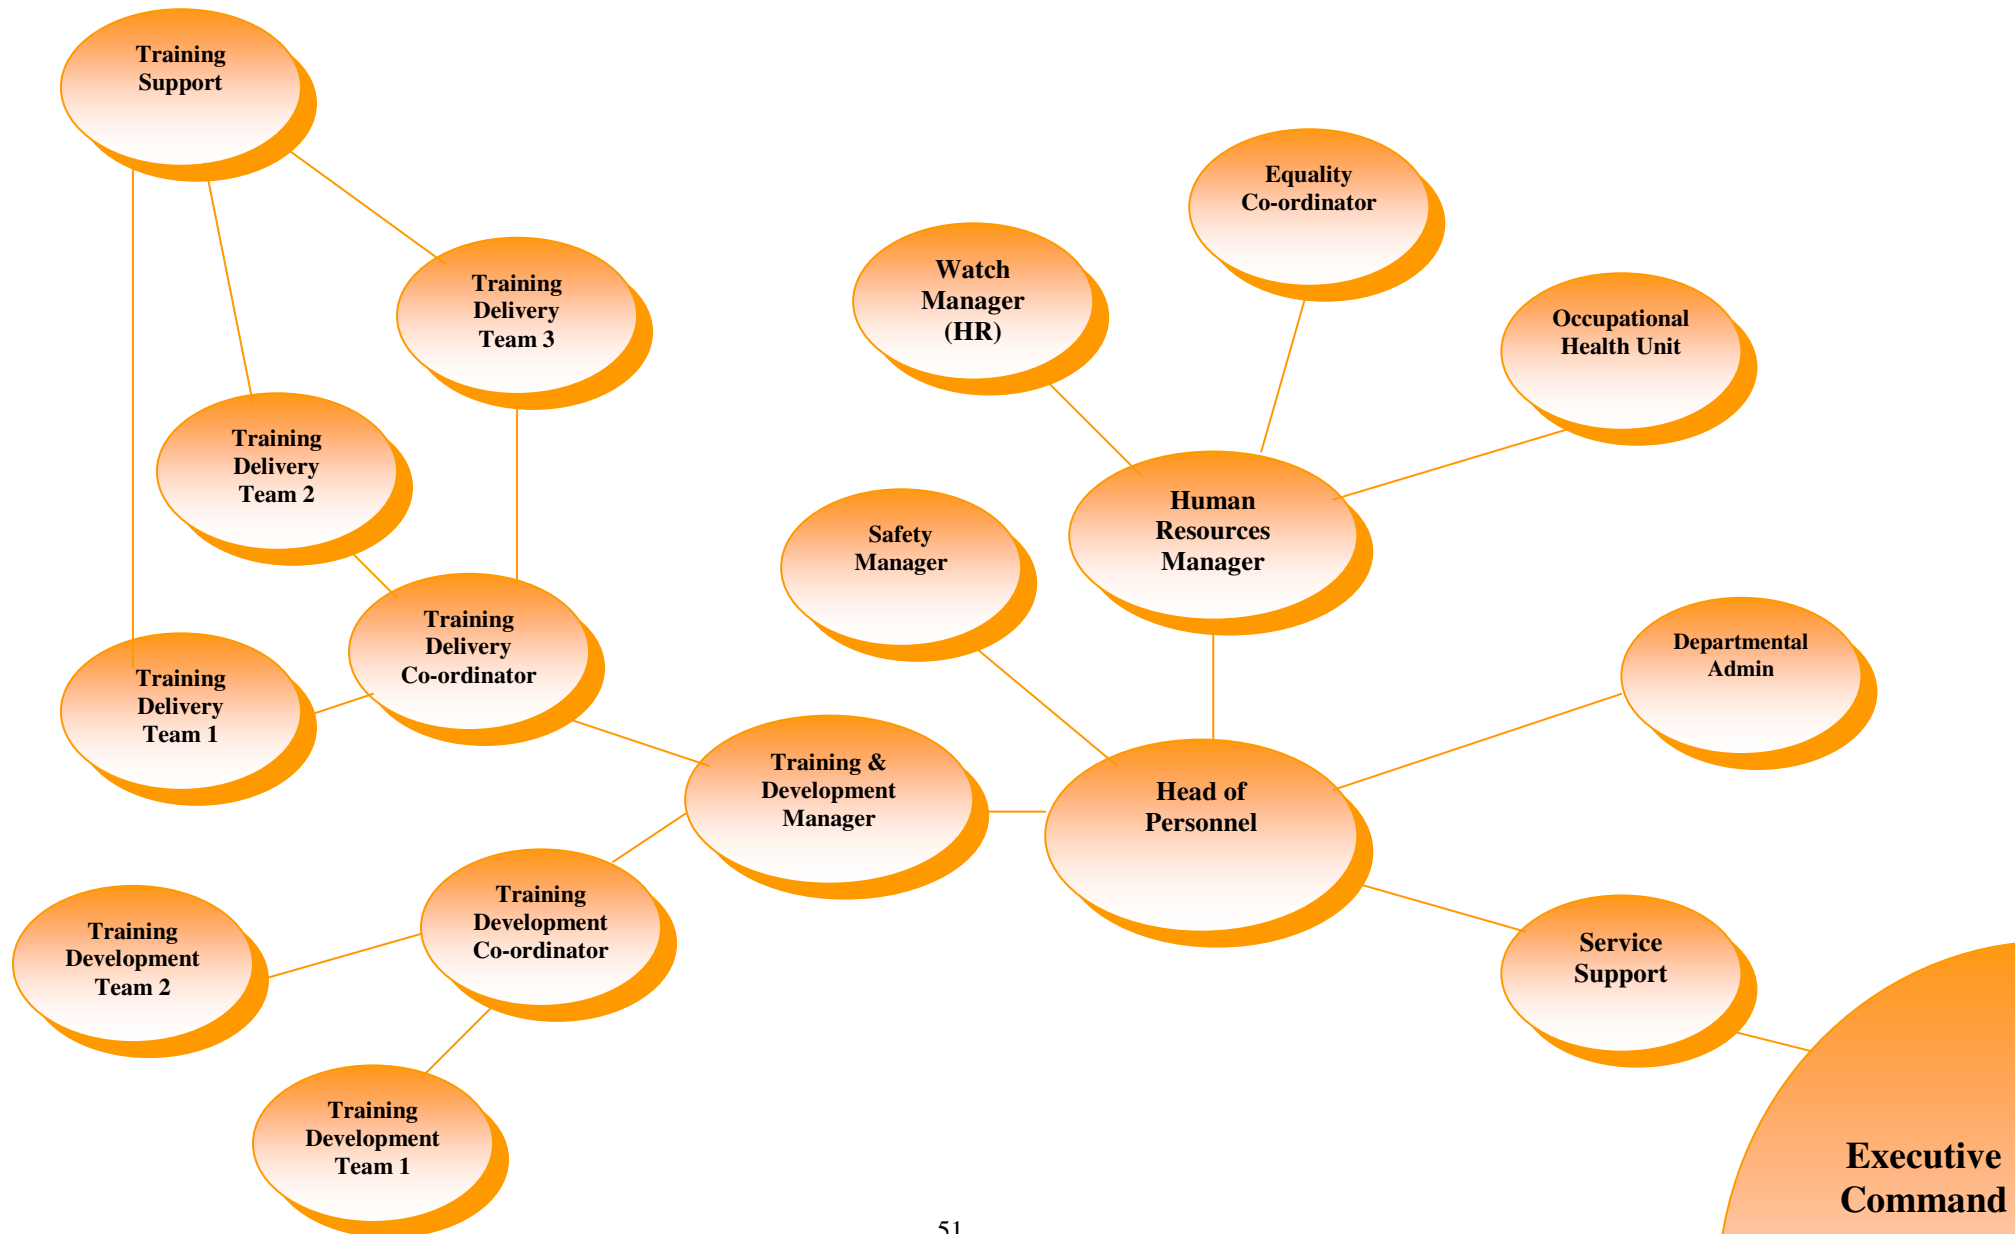 Training
Support
Equality
Co-ordinator
Watch
Manager
(HR)
Training
Delivery
Team 3
Occupational
Health Unit
Training
Delivery
Team 2
Human
Resources
Manager
Safety
Manager
Training
Delivery
Co-ordinator
Departmental
Admin
Training
Delivery
Team 1
Training &
Development
Manager
Head of
Personnel
Training
Development
Co-ordinator
Training
Development
Team 2
Service
Support
Training
Development
Team 1
Executive
Command
51